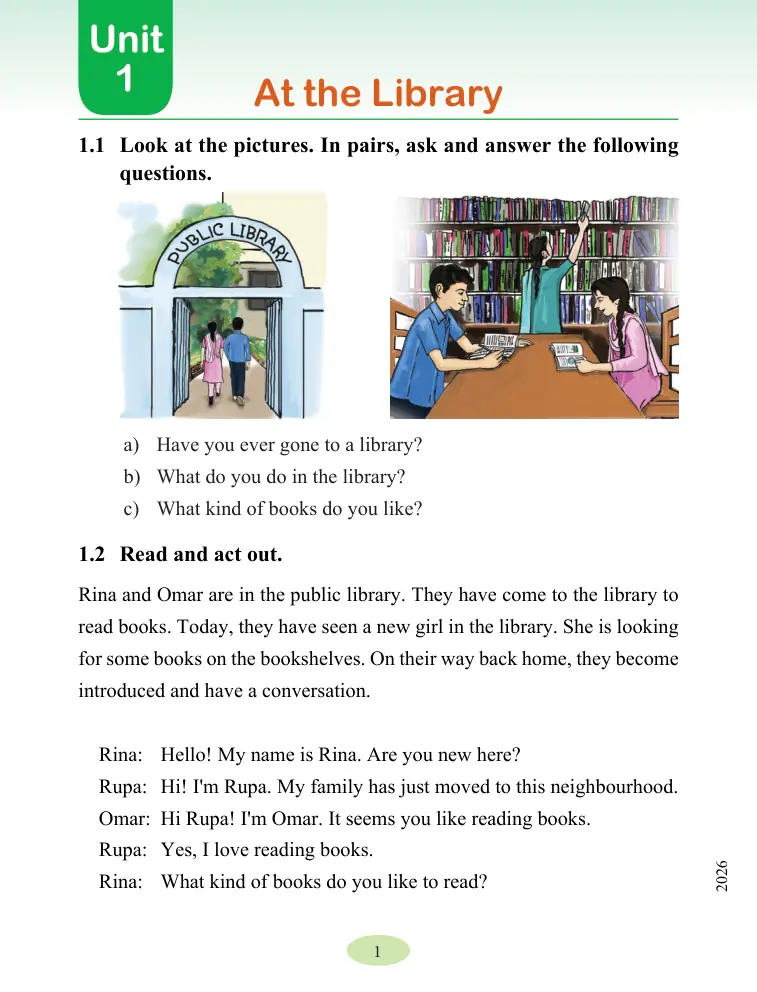 Unit
1
At the Library
1.1 Look at the pictures. In pairs, ask and answer the following
questions.
PUBLIC LIBRARY
a) Have you ever gone to a library?
b) What do you do in the library?
c) What kind of books do you like?
1.2 Read and act out.
Rina and Omar are in the public library. They have come to the library to
read books. Today, they have seen a new girl in the library. She is looking
for some books on the bookshelves. On their way back home, they become
introduced and have a conversation.
Rina: Hello! My name is Rina. Are you new here?
Rupa: Hi! I'm Rupa. My family has just moved to this neighbourhood.
Omar: Hi Rupa! I'm Omar. It seems you like reading books.
Rupa: Yes, I love reading books.
Rina: What kind of books do you like to read?
2026
1